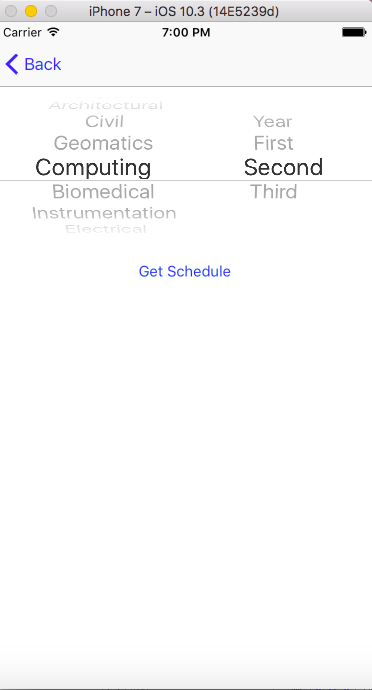 iPhone 7 – iOS 10.3 (14E5239d)
Carrier 7:00 PM
Back
Architectural
Civil Year
Geomatics First
Computing Second
Biomedical Third
Instrumentation
Electrical
Get Schedule